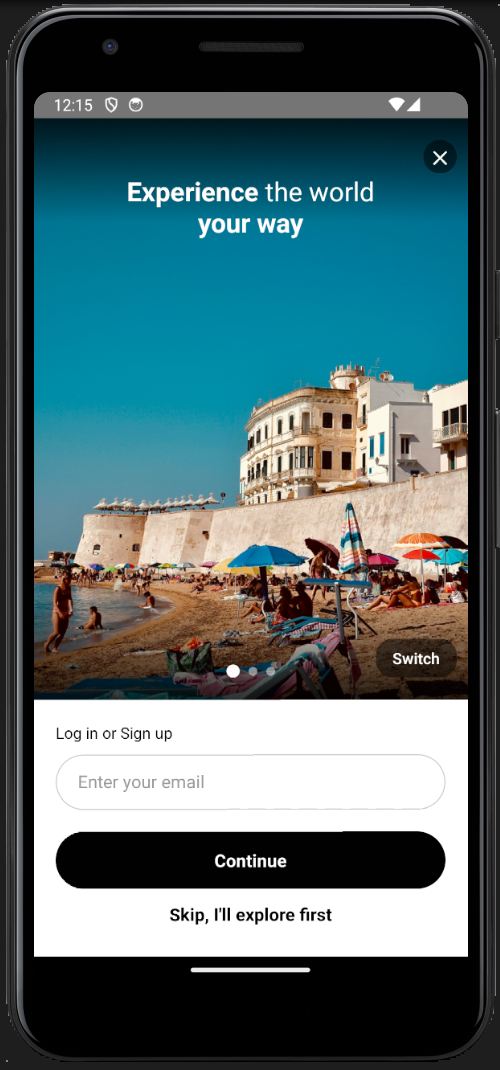 12:15
Experience the world
your way
Switch
Log in or Sign up
Enter your email
Continue
Skip, I'll explore first